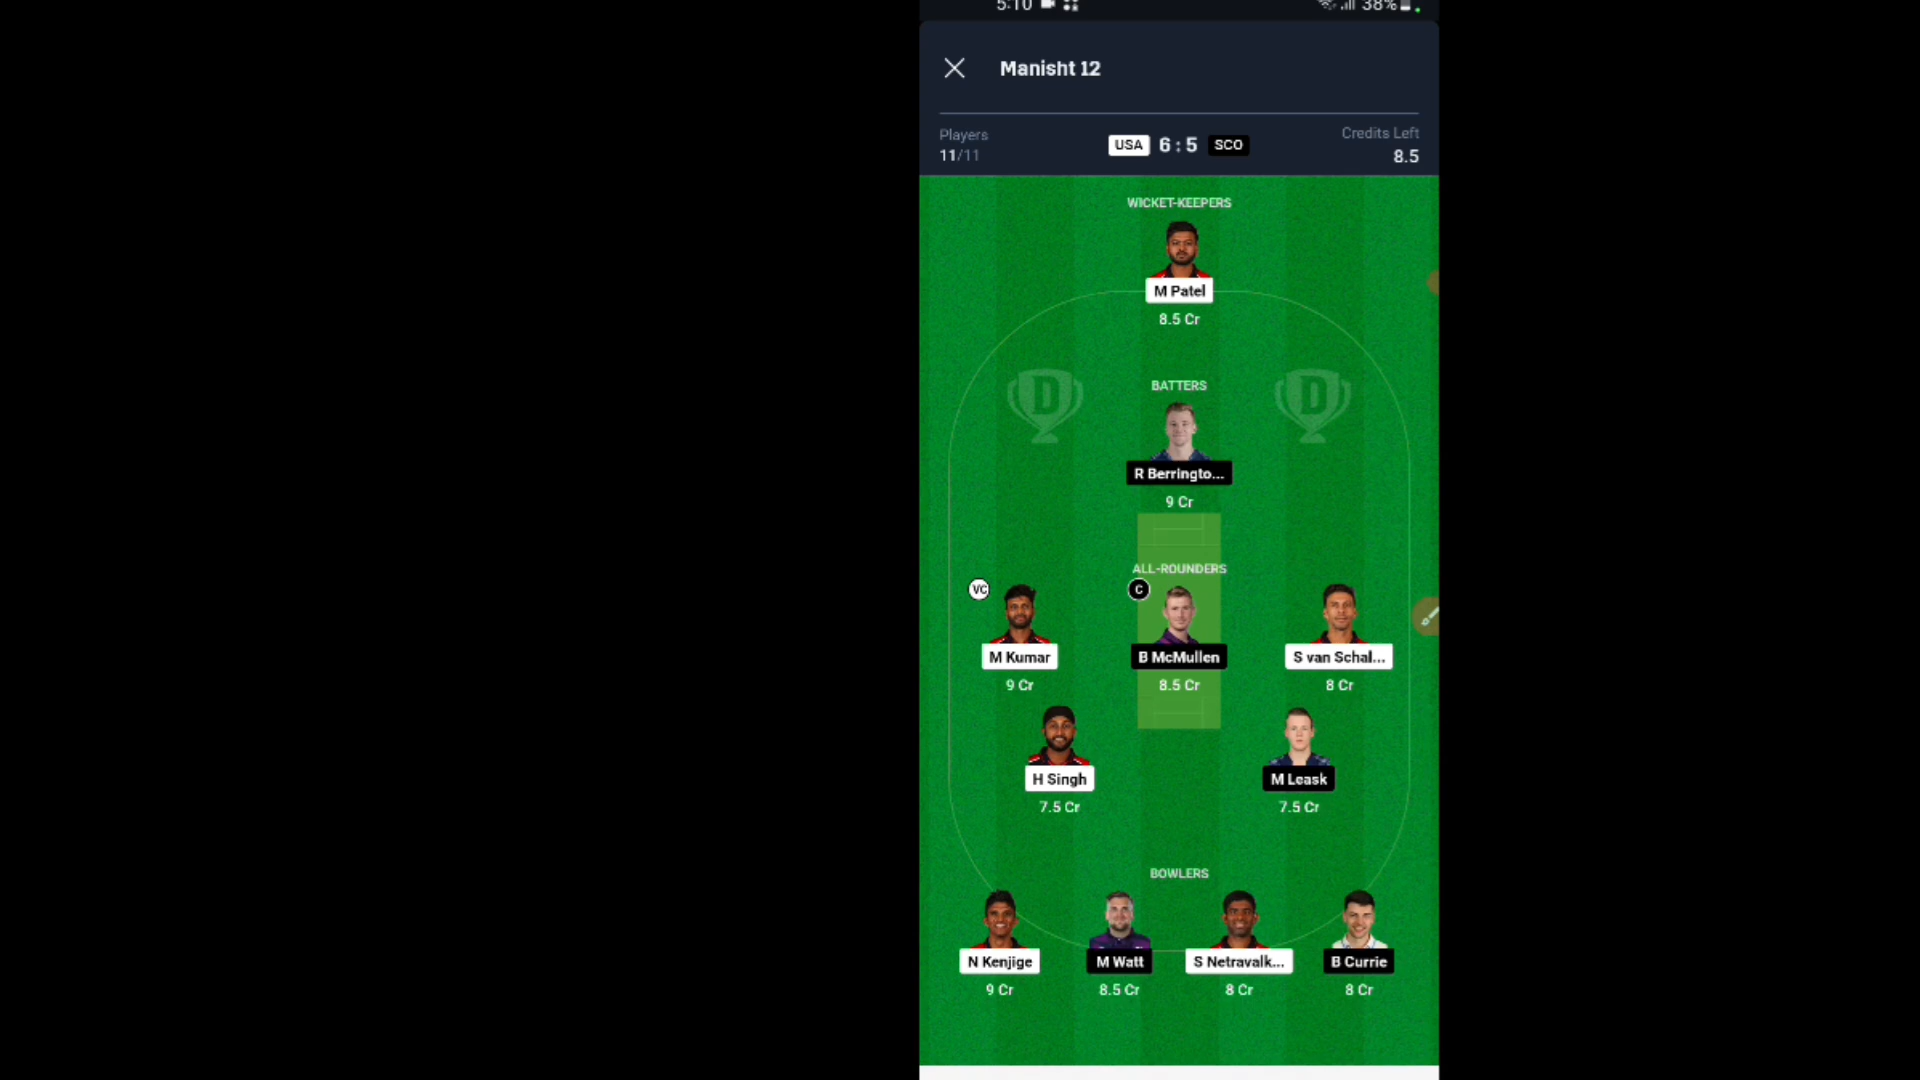 5:10 38%
Manisht 12
Players
11/11
USA 6 : 5 SCO
Credits Left
8.5
WICKET-KEEPERS
M Patel
8.5 Cr
D D
BATTERS
R Berringto...
9 Cr
ALL-ROUNDERS
VC C
M Kumar B McMullen S van Schal...
9 Cr 8.5 Cr 8 Cr
H Singh M Leask
7.5 Cr 7.5 Cr
BOWLERS
N Kenjige M Watt S Netravalk... B Currie
9 Cr 8.5 Cr 8 Cr 8 Cr